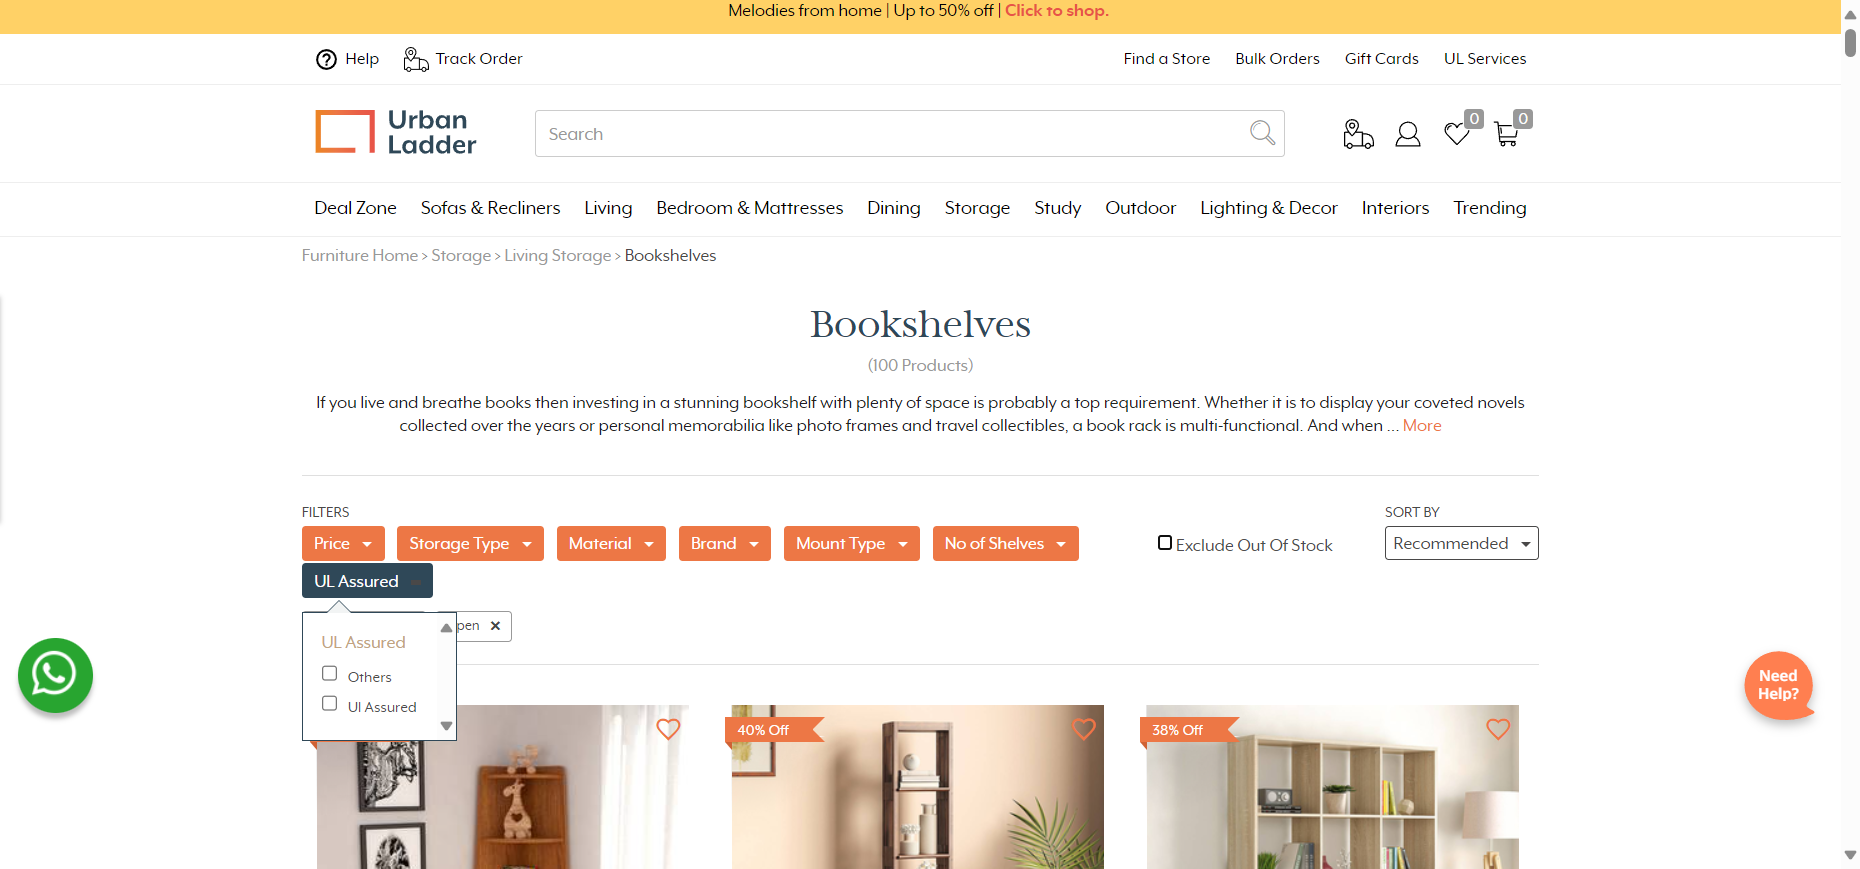 Melodies from home | Up to 50% off | Click to shop.
Help
Track Order
Find a Store
Bulk Orders
Gift Cards
UL Services
Urban
Ladder
Search
0
0
Deal Zone
Sofas & Recliners
Living
Bedroom & Mattresses
Dining
Storage
Study
Outdoor
Lighting & Decor
Interiors
Trending
Furniture Home > Storage > Living Storage > Bookshelves
Bookshelves
(100 Products)
If you live and breathe books then investing in a stunning bookshelf with plenty of space is probably a top requirement. Whether it is to display your coveted novels
collected over the years or personal memorabilia like photo frames and travel collectibles, a book rack is multi-functional. And when ... More
FILTERS
SORT BY
Price
Storage Type
Material
Brand
Mount Type
No of Shelves
Exclude Out Of Stock
Recommended
UL Assured
pen ✕
UL Assured
Others
Ul Assured
Need
Help?
40% Off
38% Off